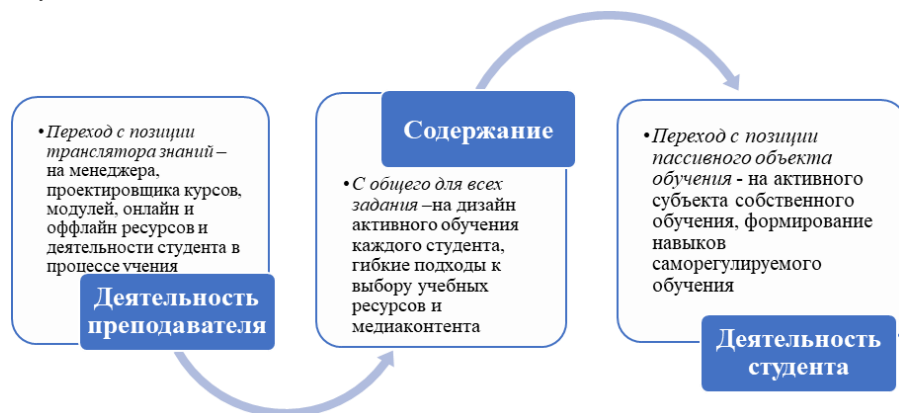 •Переход с позиции
транслятора знаний –
на менеджера,
проектировщика курсов,
модулей, онлайн и
оффлайн ресурсов и
деятельности студента в
процессе учения
Деятельность
преподавателя
Содержание
•С общего для всех
задания –на дизайн
активного обучения
каждого студента,
гибкие подходы к
выбору учебных
ресурсов и
медиаконтента
•Переход с позиции
пассивного объекта
обучения - на активного
субъекта собственного
обучения, формирование
навыков
саморегулируемого
обучения
Деятельность
студента